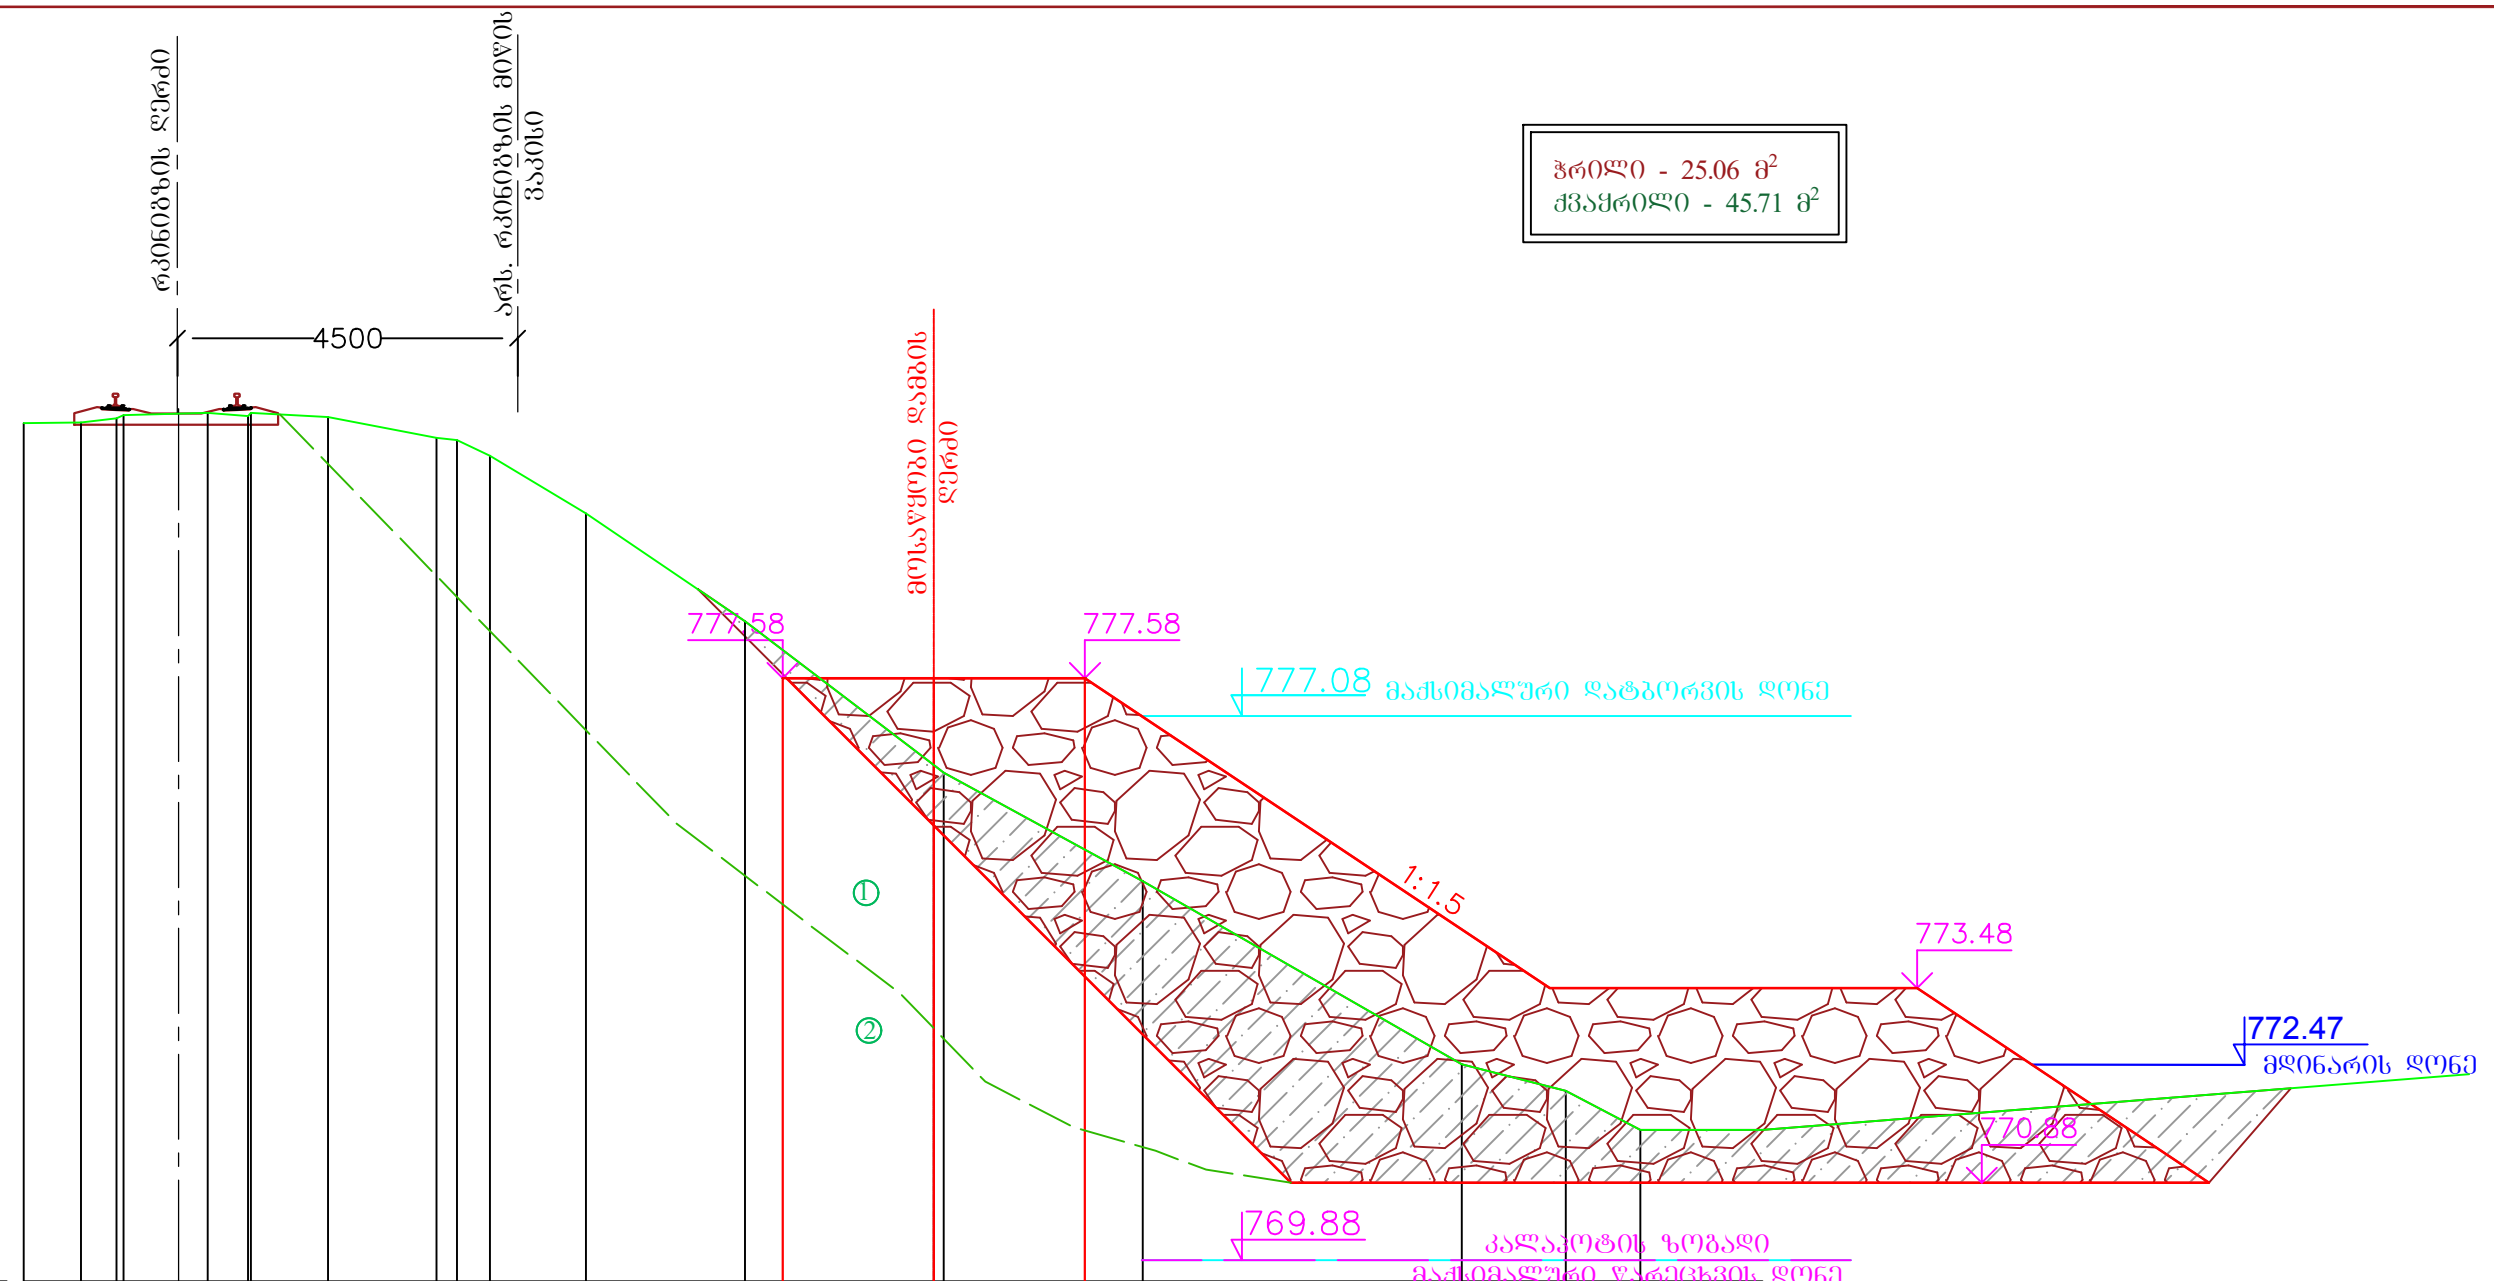 რკინიგზის ღერძი
არს. რკინიგზის მიწის
ვაკისი
4500
ჭრილი - 25.06 მ²
ქვაყრილი - 45.71 მ²
მოსაწყობი დამბის
ღერძი
777.58
777.58
777.08 მაქსიმალური დატბორვის დონე
1:1.5
1
2
773.48
772.47
მდინარის დონე
770.88
769.88
კალაპოტის ზოგადი
მაქსიმალური წარეცხვის დონე